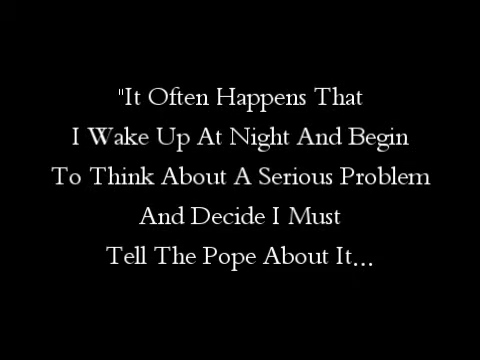 "It Often Happens That
I Wake Up At Night And Begin
To Think About A Serious Problem
And Decide I Must
Tell The Pope About It...